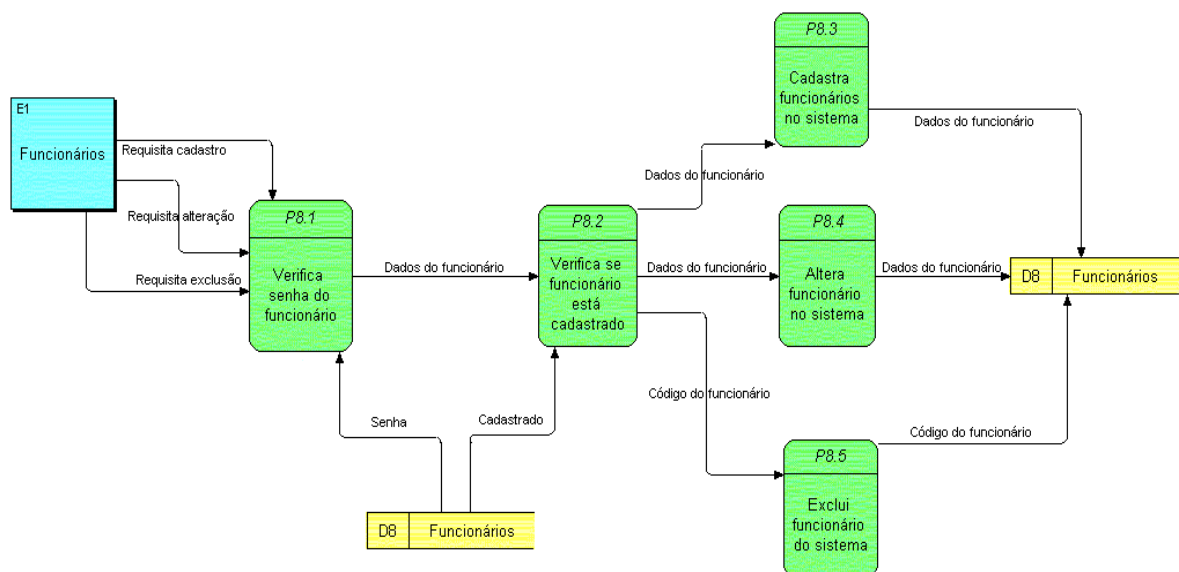 P8.3
Cadastra
funcionários
no sistema
Dados do funcionário
E1
Funcionários
Requisita cadastro
Requisita alteração
Requisita exclusão
P8.1
Verifica
senha do
funcionário
Dados do funcionário
P8.2
Verifica se
funcionário
está
cadastrado
Dados do funcionário
Dados do funcionário
Código do funcionário
P8.4
Altera
funcionário
no sistema
Dados do funcionário
D8 Funcionários
Senha
Cadastrado
D8 Funcionários
P8.5
Exclui
funcionário
do sistema
Código do funcionário